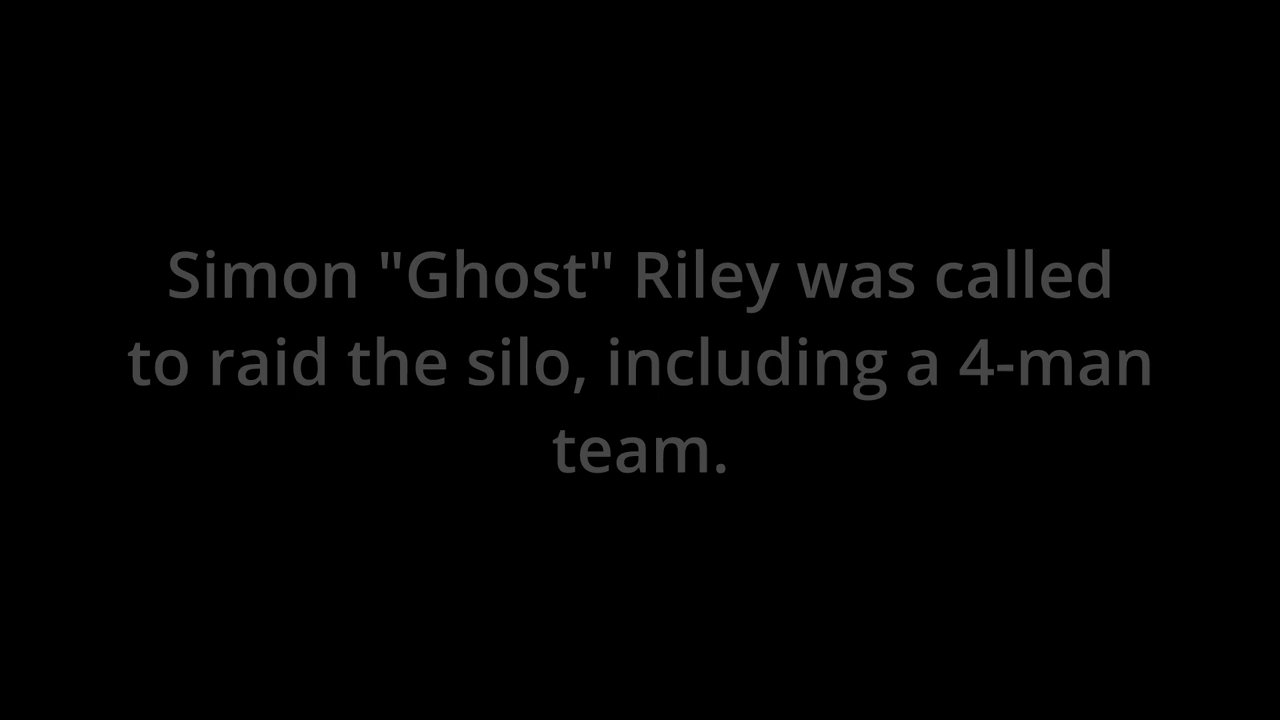 Simon "Ghost" Riley was called
to raid the silo, including a 4-man
team.